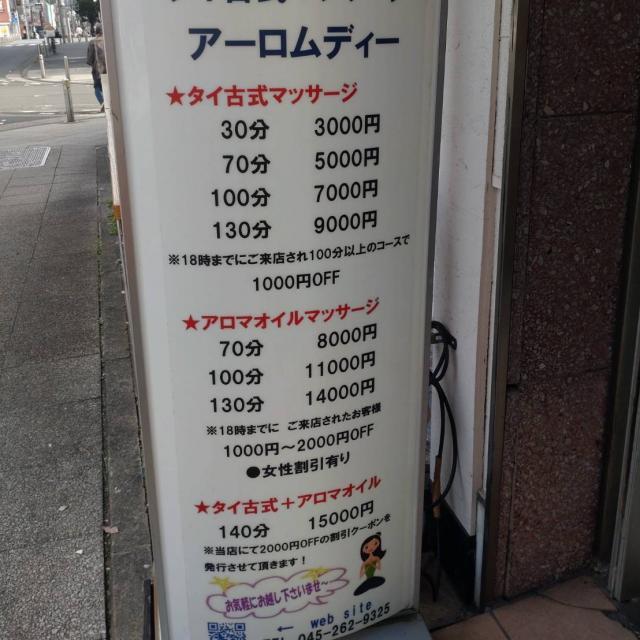 アーロムディー
★タイ古式マッサージ
30分 3000円
70分 5000円
100分 7000円
130分 9000円
※18時までにご来店され100分以上のコースで
1000円OFF
★アロマオイルマッサージ
70分 8000円
100分 11000円
130分 14000円
※18時までに ご来店されたお客様
1000円～2000円OFF
●女性割引有り
★タイ古式＋アロマオイル
140分 15000円
※当店にて2000円OFFの割引クーポンを
発行させて頂きます！
お気軽にお越し下さいませ～
← web site
TEL 045-262-9325